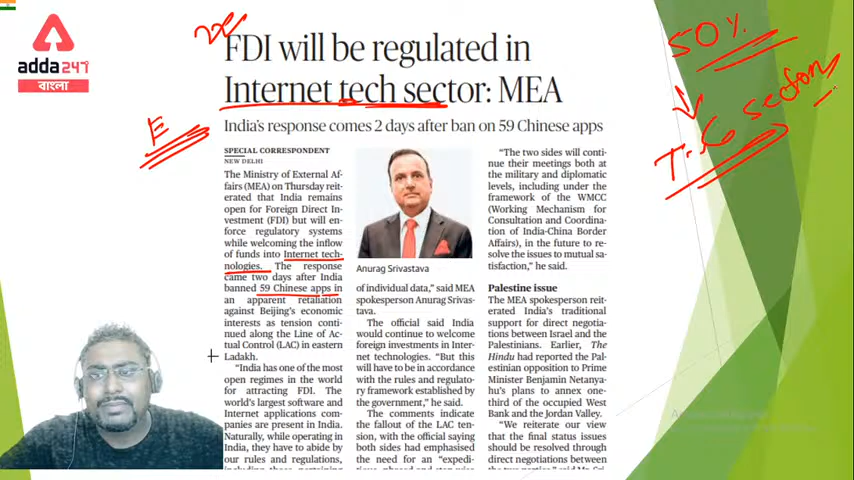 adda247
বাংলা
FDI will be regulated in
Internet tech sector: MEA
India's response comes 2 days after ban on 59 Chinese apps
50%
sector
E
SPECIAL CORRESPONDENT
NEW DELHI
The Ministry of External Af-
fairs (MEA) on Thursday reit-
erated that India remains
open for Foreign Direct In-
vestment (FDI) but will en-
force regulatory systems
while welcoming the inflow
of funds into Internet tech-
nologies. The response
came two days after India
banned 59 Chinese apps in
an apparent retaliation
against Beijing's economic
interests as tension conti-
nued along the Line of Ac-
tual Control (LAC) in eastern
Ladakh.
"India has one of the most
open regimes in the world
for attracting FDI. The
world's largest software and
Internet applications com-
panies are present in India.
Naturally, while operating in
India, they have to abide by
our rules and regulations,
including those pertaining
Anurag Srivastava
of individual data," said MEA
spokesperson Anurag Srivas-
tava.
The official said India
would continue to welcome
foreign investments in Inter-
net technologies. "But this
will have to be in accordance
with the rules and regulato-
ry framework established by
the government," he said.
The comments indicate
the fallout of the LAC ten-
sion, with the official saying
both sides had emphasised
the need for an "expedi-
"The two sides will conti-
nue their meetings both at
the military and diplomatic
levels, including under the
framework of the WMCC
(Working Mechanism for
Consultation and Coordina-
tion of India-China Border
Affairs), in the future to re-
solve the issues to mutual sa-
tisfaction," he said.
Palestine issue
The MEA spokesperson reit-
erated India's traditional
support for direct negotia-
tions between Israel and the
Palestinians. Earlier, The
Hindu had reported the Pal-
estinian opposition to Prime
Minister Benjamin Netanya-
hu's plans to annex one-
third of the occupied West
Bank and the Jordan Valley.
"We reiterate our view
that the final status issues
should be resolved through
direct negotiations between